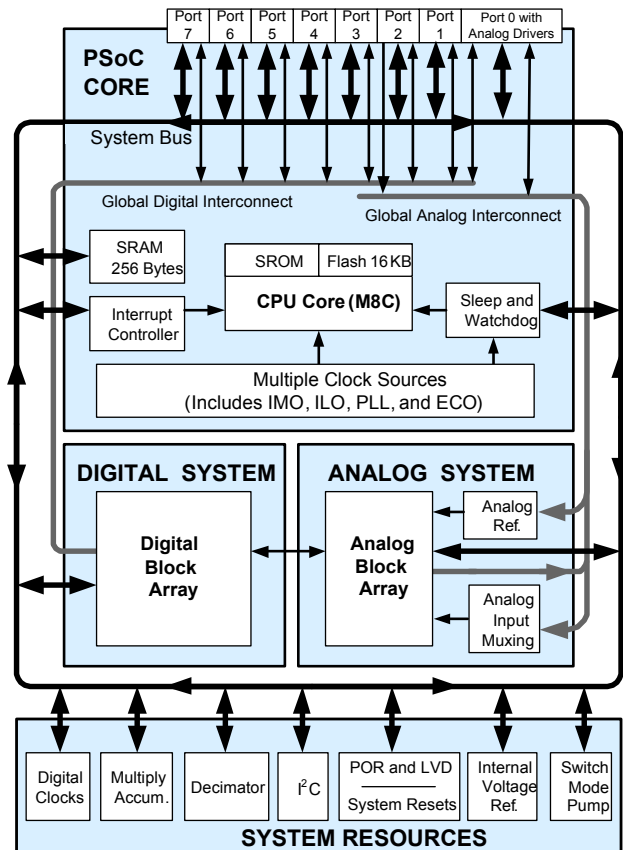 Port 7
Port 6
Port 5
Port 4
Port 3
Port 2
Port 1
Port 0 with
Analog Drivers
PSoC
CORE
System Bus
Global Digital Interconnect
Global Analog Interconnect
SRAM
256 Bytes
SROM
Flash 16 KB
CPU Core (M8C)
Interrupt
Controller
Sleep and
Watchdog
Multiple Clock Sources
(Includes IMO, ILO, PLL, and ECO)
DIGITAL SYSTEM
ANALOG SYSTEM
Digital
Block
Array
Analog
Block
Array
Analog
Ref.
Analog
Input
Muxing
Digital
Clocks
Multiply
Accum.
Decimator
I²C
POR and LVD
System Resets
Internal
Voltage
Ref.
Switch
Mode
Pump
SYSTEM RESOURCES